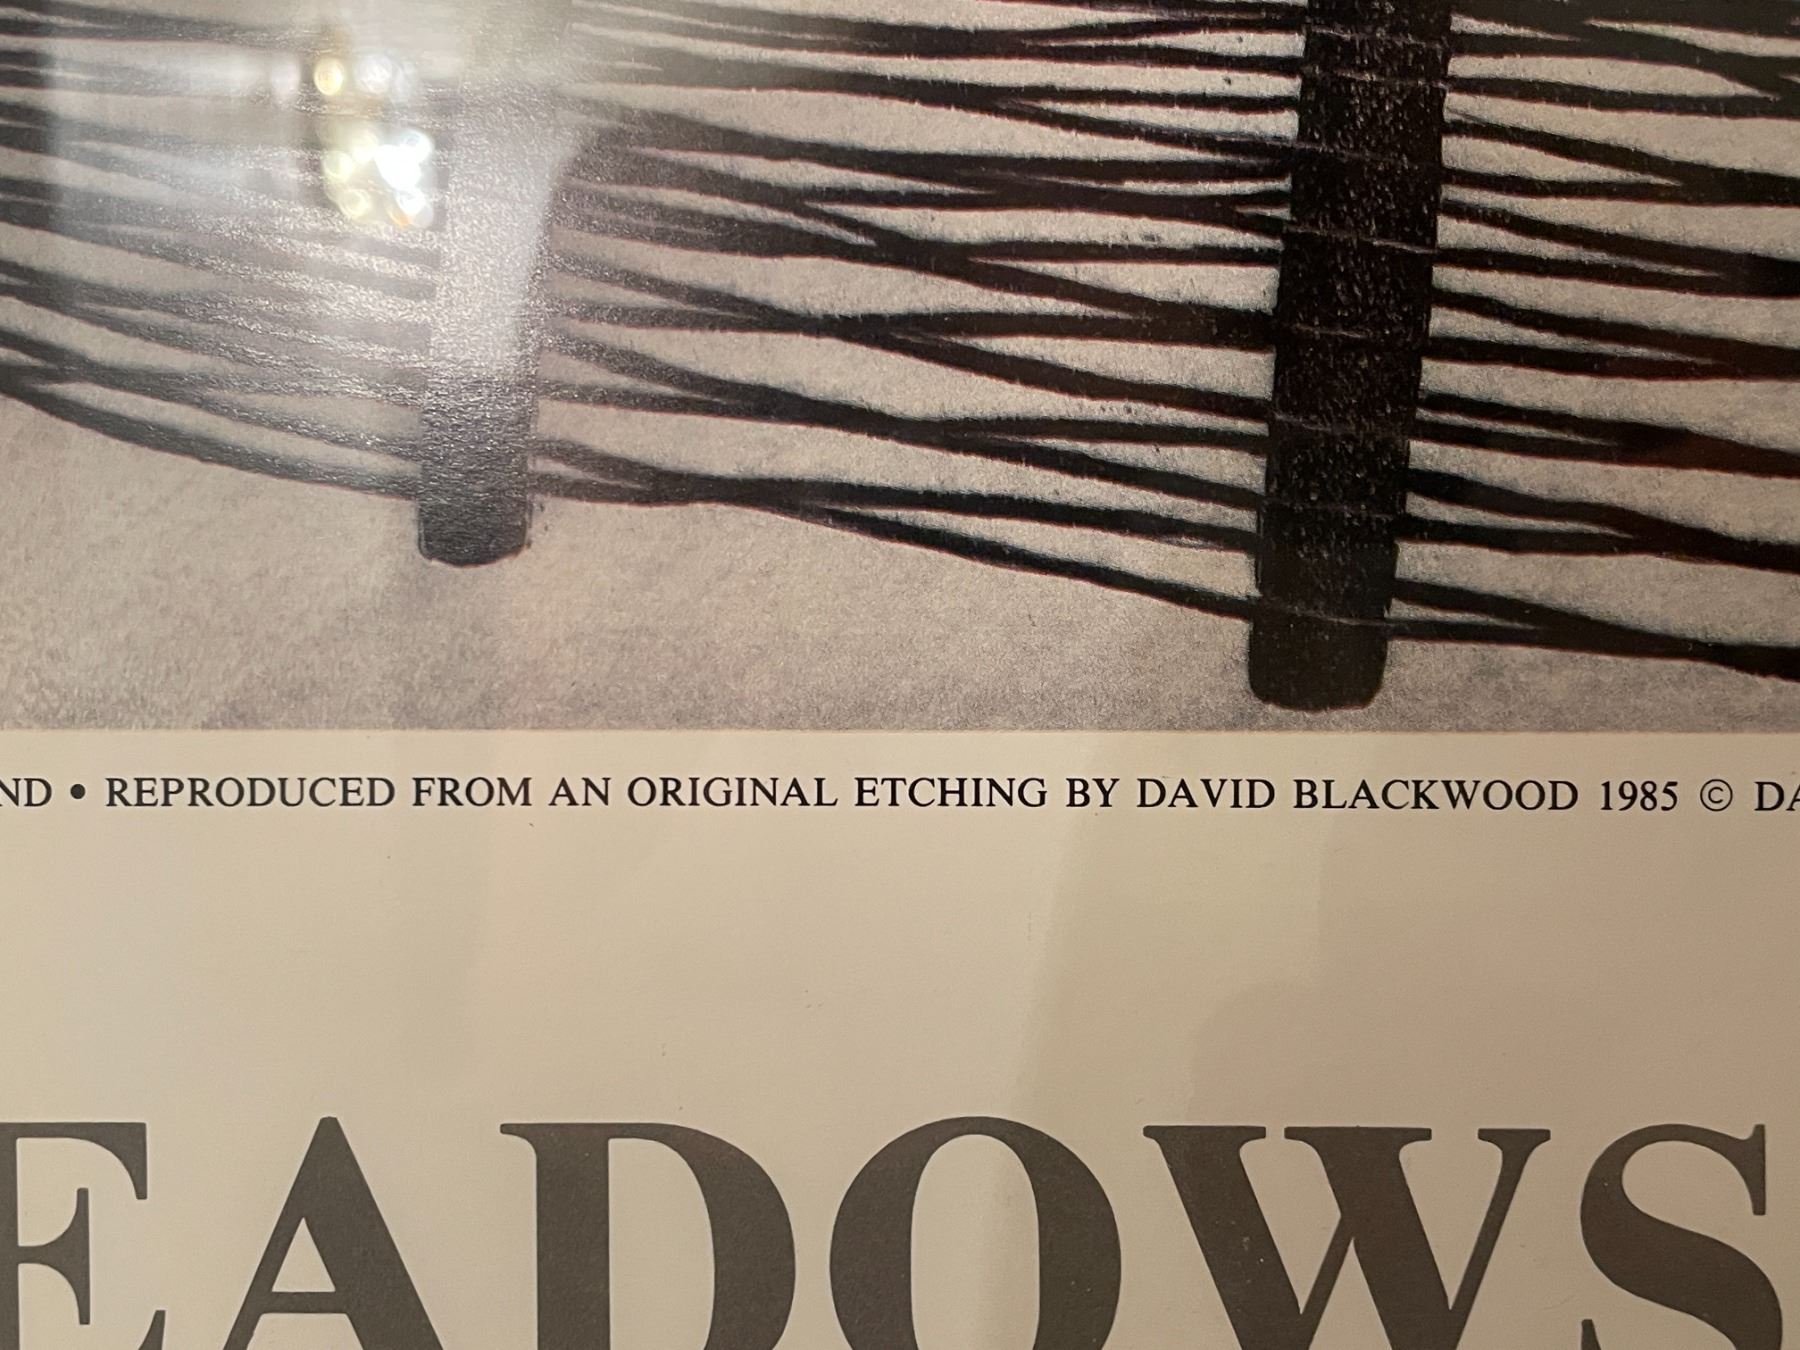 ND • REPRODUCED FROM AN ORIGINAL ETCHING BY DAVID BLACKWOOD 1985 © DA
EADOWS